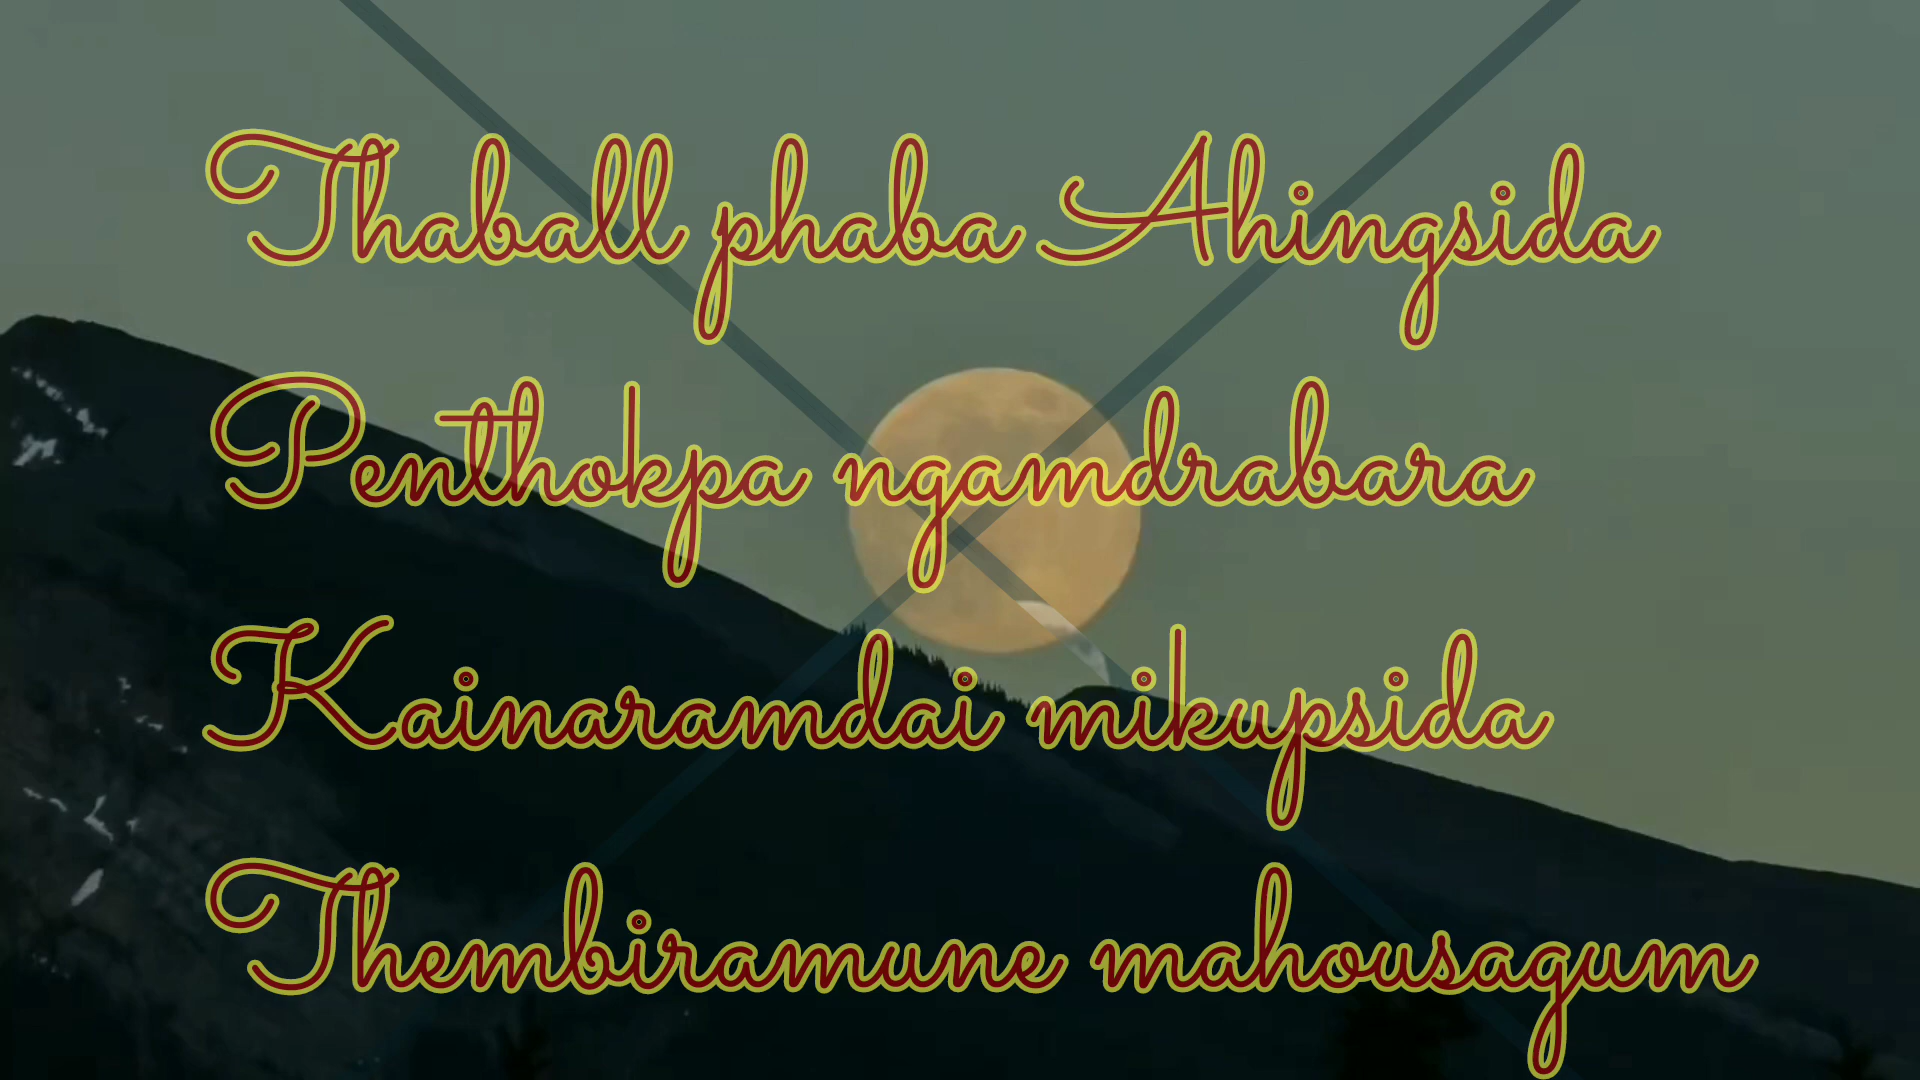 Thaball phaba Ahingsida
Penthokpa ngamdrabara
Kainaramdai mikupsida
Thembiramune mahousagum